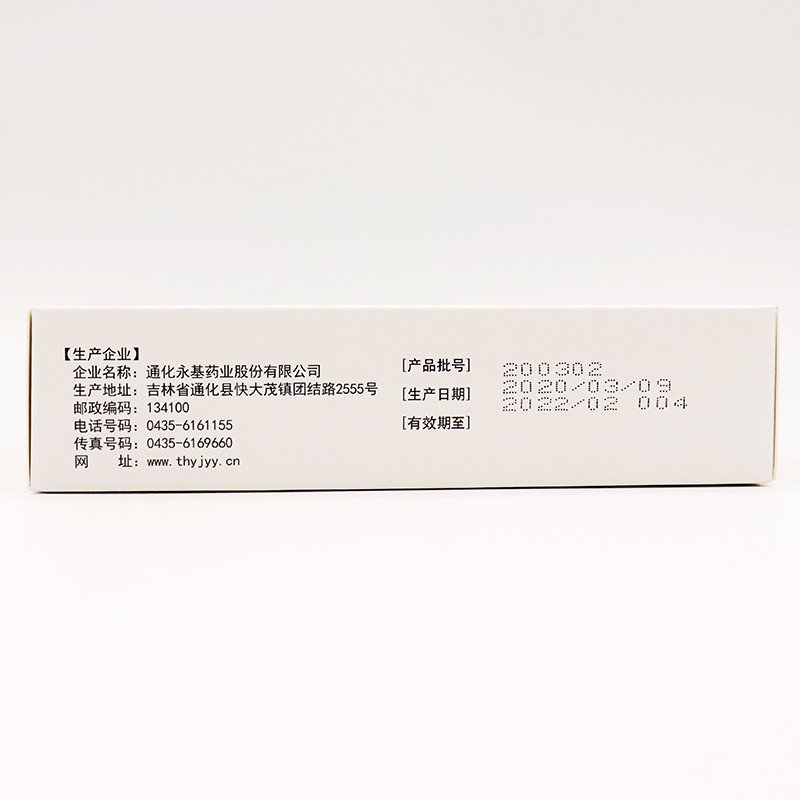 【生产企业】
企业名称：通化永基药业股份有限公司
生产地址：吉林省通化县快大茂镇团结路2555号
邮政编码：134100
电话号码：0435-6161155
传真号码：0435-6169660
网　　址：www.thyjyy.cn
[产品批号]
[生产日期]
[有效期至]
200302
2020/03/09
2022/02 004